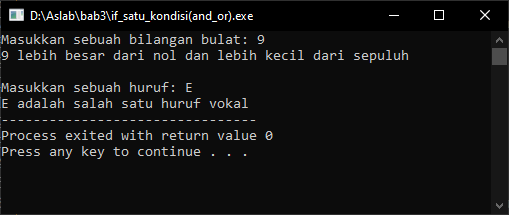 D:\Aslab\bab3\if_satu_kondisi(and_or).exe
Masukkan sebuah bilangan bulat: 9
9 lebih besar dari nol dan lebih kecil dari sepuluh
Masukkan sebuah huruf: E
E adalah salah satu huruf vokal
--------------------------------
Process exited with return value 0
Press any key to continue . . .